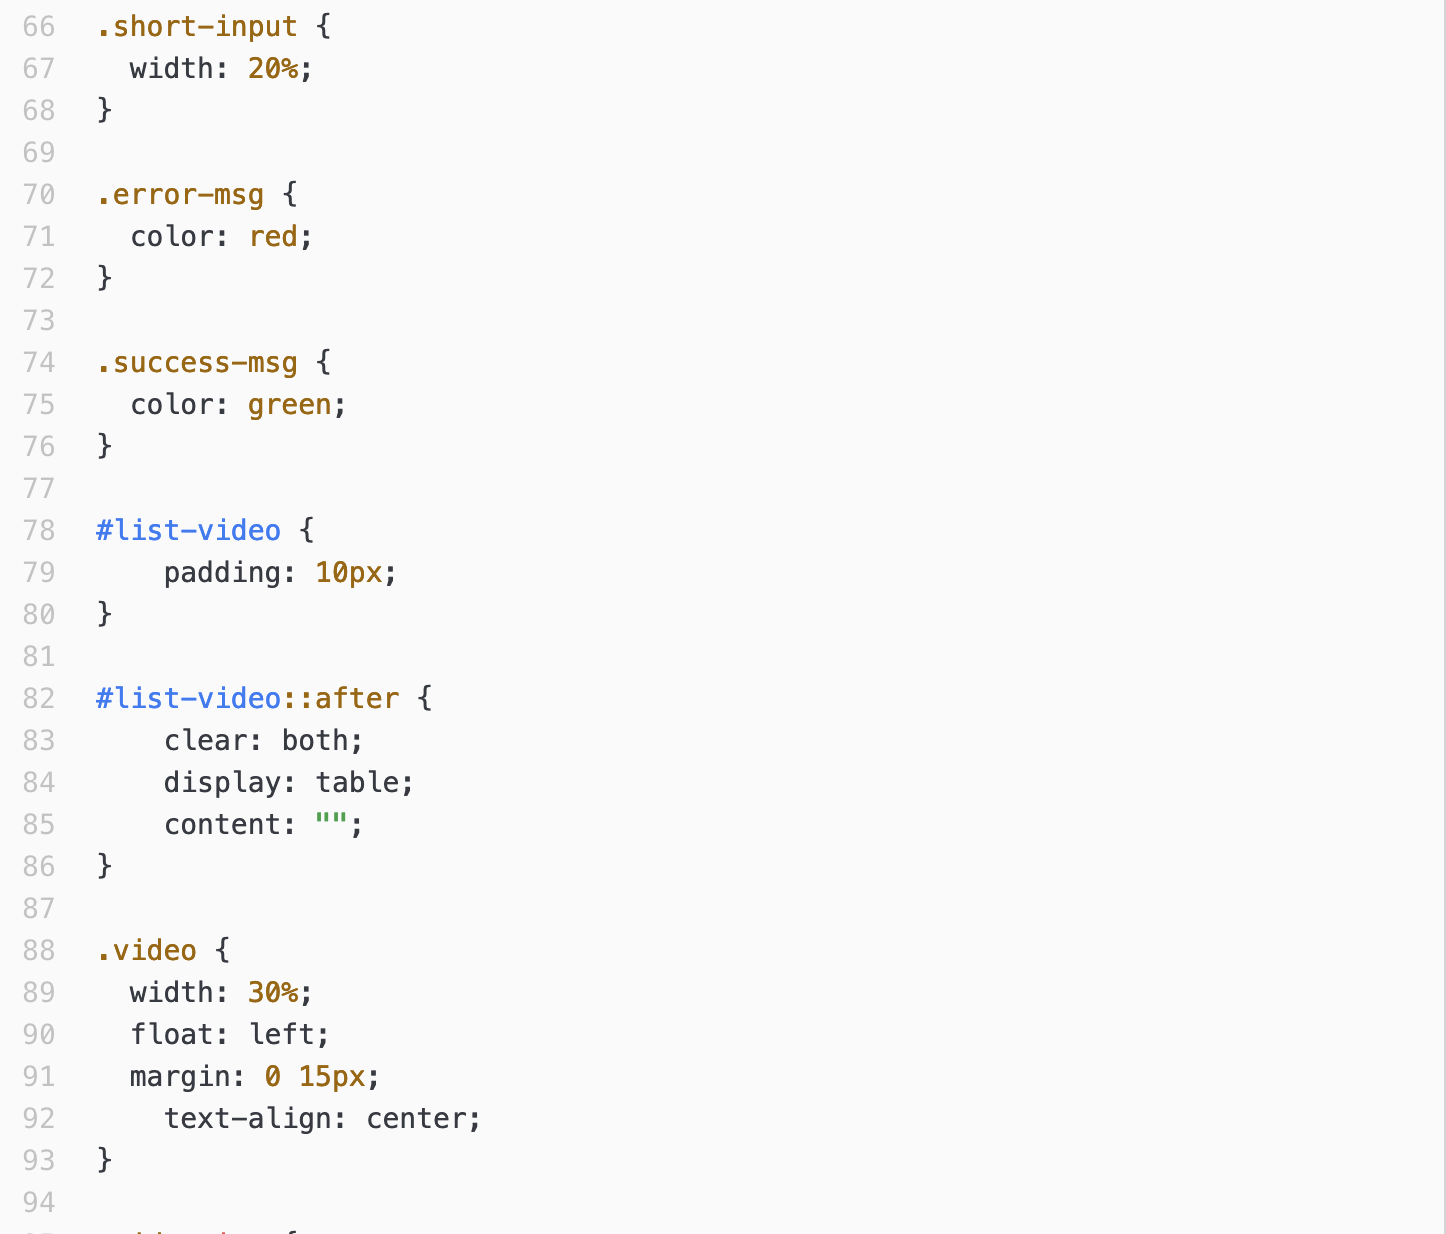 66 .short-input {
67   width: 20%;
68 }
69
70 .error-msg {
71   color: red;
72 }
73
74 .success-msg {
75   color: green;
76 }
77
78 #list-video {
79     padding: 10px;
80 }
81
82 #list-video::after {
83     clear: both;
84     display: table;
85     content: "";
86 }
87
88 .video {
89   width: 30%;
90   float: left;
91   margin: 0 15px;
92     text-align: center;
93 }
94